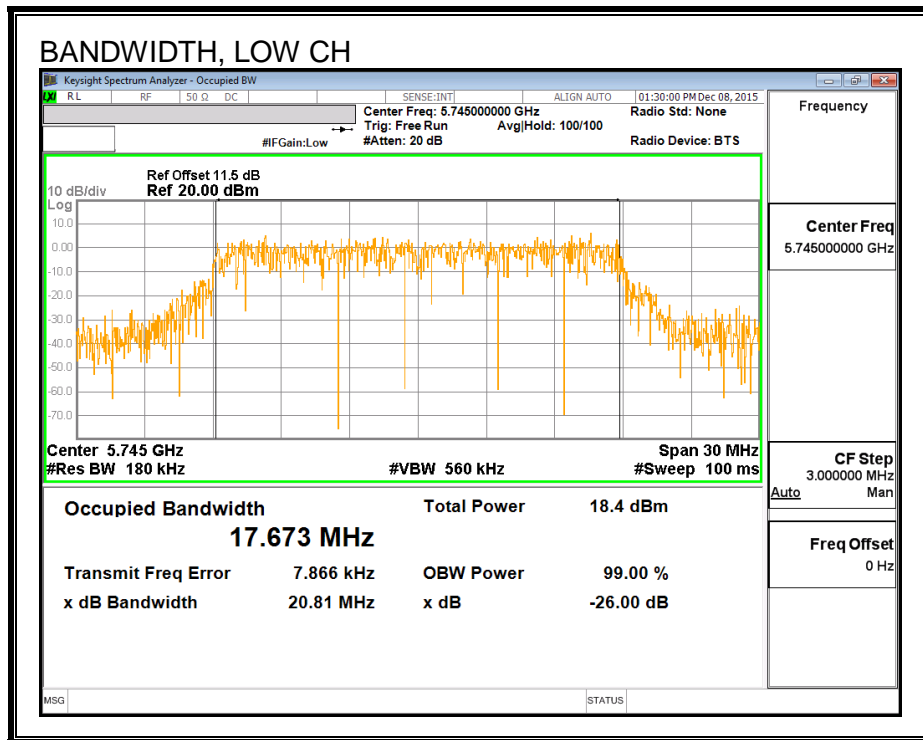 BANDWIDTH, LOW CH
Keysight Spectrum Analyzer - Occupied BW
LXI RL RF 50 Ω DC SENSE:INT ALIGN AUTO 01:30:00 PM Dec 08, 2015
Center Freq: 5.745000000 GHz Radio Std: None
Trig: Free Run Avg|Hold: 100/100
#IFGain:Low #Atten: 20 dB Radio Device: BTS
Frequency
Ref Offset 11.5 dB
10 dB/div Ref 20.00 dBm
Log
10.0
0.00
-10.0
-20.0
-30.0
-40.0
-50.0
-60.0
-70.0
Center 5.745 GHz Span 30 MHz
#Res BW 180 kHz #VBW 560 kHz #Sweep 100 ms
Center Freq
5.745000000 GHz
CF Step
3.000000 MHz
Auto Man
Freq Offset
0 Hz
Occupied Bandwidth Total Power 18.4 dBm
17.673 MHz
Transmit Freq Error 7.866 kHz OBW Power 99.00 %
x dB Bandwidth 20.81 MHz x dB -26.00 dB
MSG STATUS